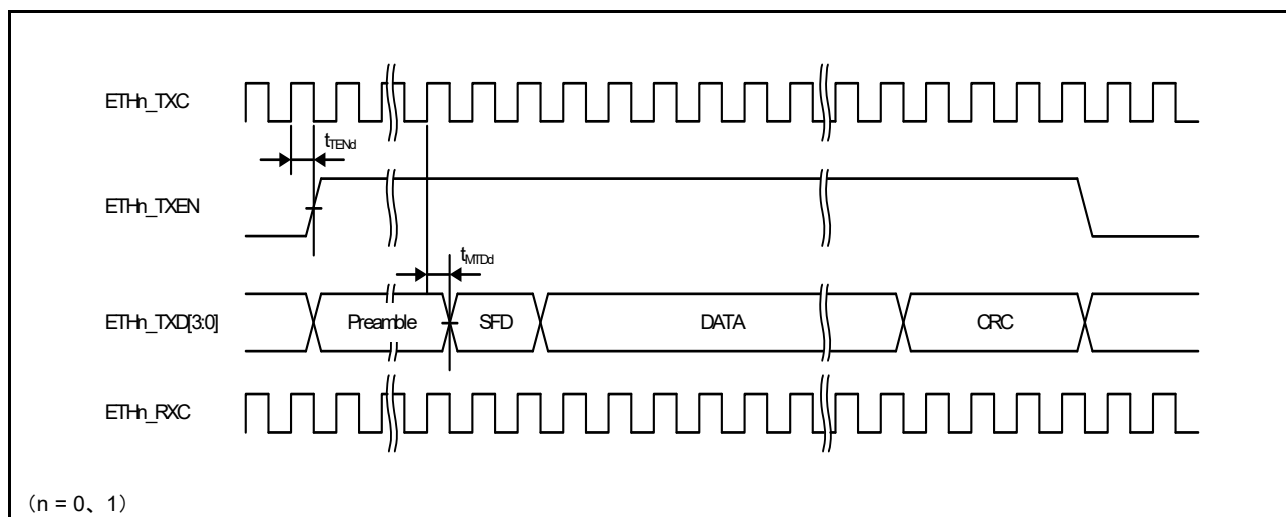 ETHn_TXC
tTENd
ETHn_TXEN
tMTDd
ETHn_TXD[3:0]
Preamble
SFD
DATA
CRC
ETHn_RXC
（n = 0、1）